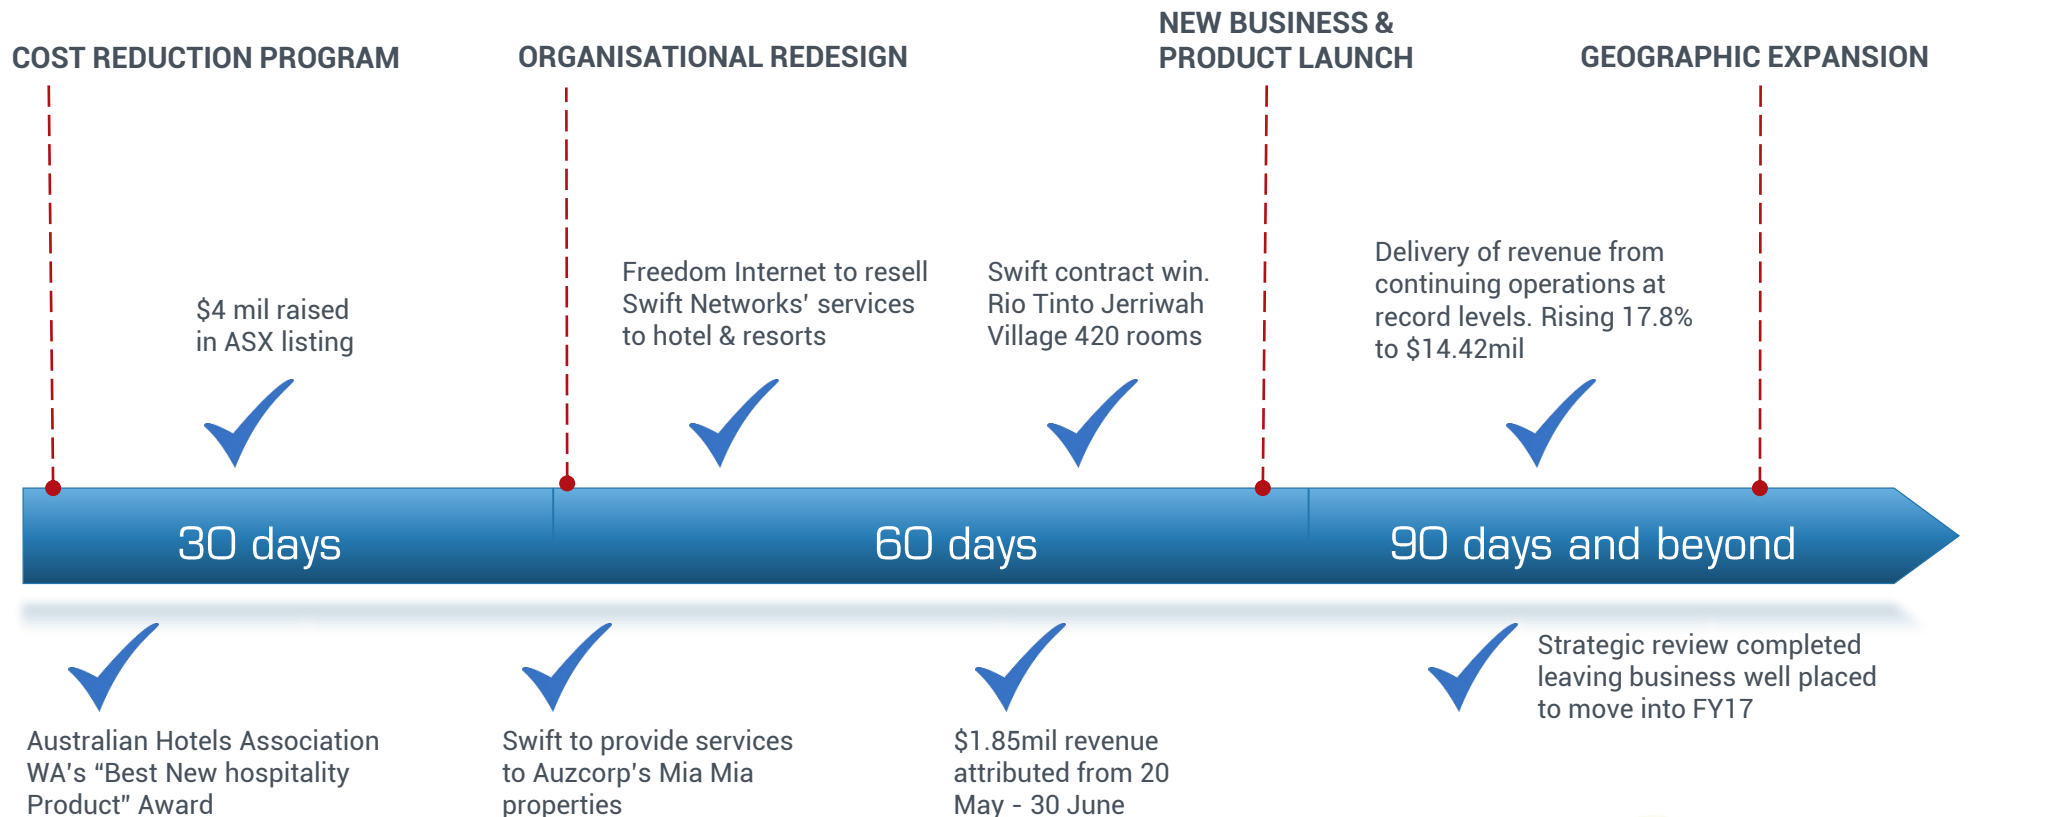 COST REDUCTION PROGRAM
ORGANISATIONAL REDESIGN
NEW BUSINESS &
PRODUCT LAUNCH
GEOGRAPHIC EXPANSION
$4 mil raised
in ASX listing
Freedom Internet to resell
Swift Networks' services
to hotel & resorts
Swift contract win.
Rio Tinto Jerriwah
Village 420 rooms
Delivery of revenue from
continuing operations at
record levels. Rising 17.8%
to $14.42mil
30 days
60 days
90 days and beyond
Australian Hotels Association
WA's “Best New hospitality
Product” Award
Swift to provide services
to Auzcorp's Mia Mia
properties
$1.85mil revenue
attributed from 20
May - 30 June
Strategic review completed
leaving business well placed
to move into FY17